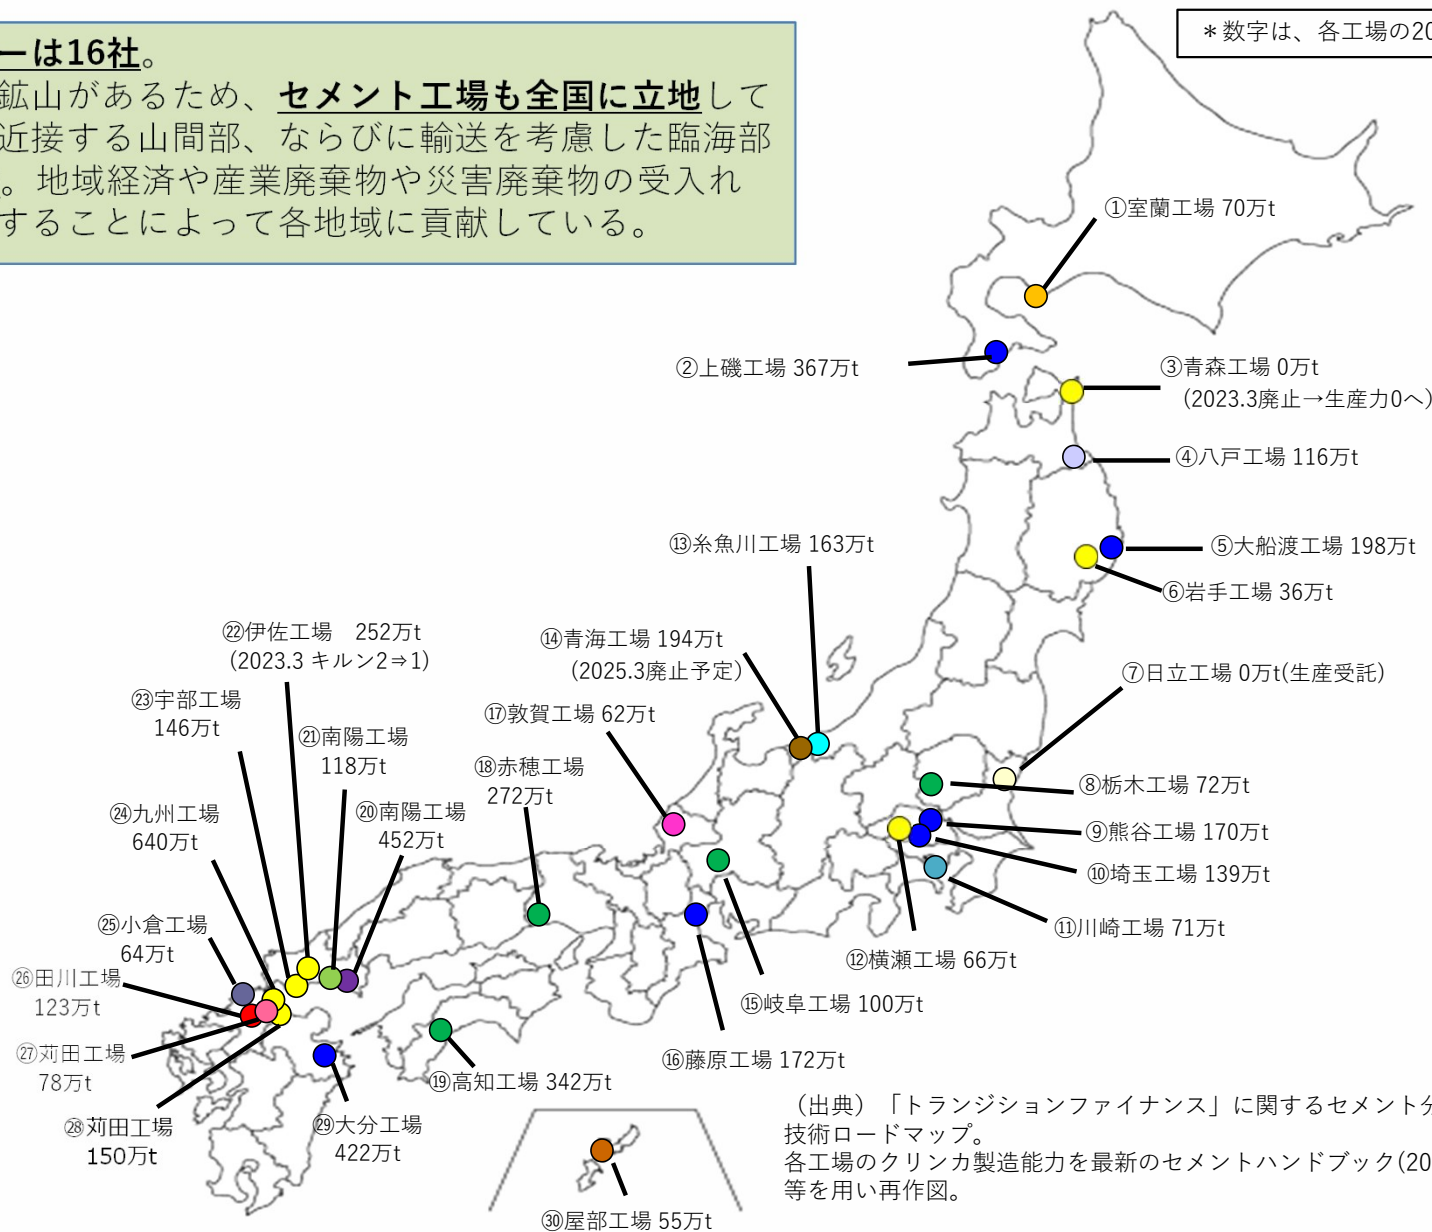 ーは16社。
鉱山があるため、セメント工場も全国に立地して
近接する山間部、ならびに輸送を考慮した臨海部
。地域経済や産業廃棄物や災害廃棄物の受入れ
することによって各地域に貢献している。
＊数字は、各工場の20
①室蘭工場 70万t
②上磯工場 367万t
③青森工場 0万t
(2023.3廃止→生産力0へ)
④八戸工場 116万t
⑤大船渡工場 198万t
⑥岩手工場 36万t
⑦日立工場 0万t(生産受託)
⑧栃木工場 72万t
⑨熊谷工場 170万t
⑩埼玉工場 139万t
⑪川崎工場 71万t
⑫横瀬工場 66万t
⑬糸魚川工場 163万t
⑭青海工場 194万t
(2025.3廃止予定)
⑮岐阜工場 100万t
⑯藤原工場 172万t
⑰敦賀工場 62万t
⑱赤穂工場
272万t
⑲高知工場 342万t
⑳南陽工場
452万t
㉑南陽工場
118万t
㉒伊佐工場　252万t
(2023.3 キルン2⇒1)
㉓宇部工場
146万t
㉔九州工場
640万t
㉕小倉工場
64万t
㉖田川工場
123万t
㉗苅田工場
78万t
㉘苅田工場
150万t
㉙大分工場
422万t
㉚屋部工場 55万t
（出典）「トランジションファイナンス」に関するセメント分
技術ロードマップ。
各工場のクリンカ製造能力を最新のセメントハンドブック(20
等を用い再作図。